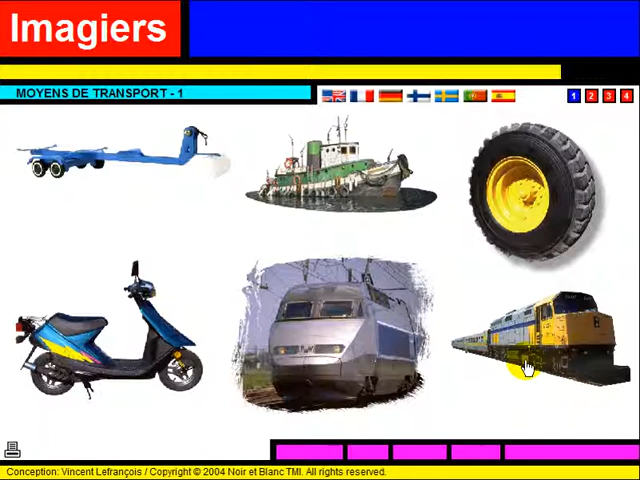 Imagiers
MOYENS DE TRANSPORT - 1
1 2 3 4
Conception: Vincent Lefrançois / Copyright © 2004 Noir et Blanc TMI. All rights reserved.